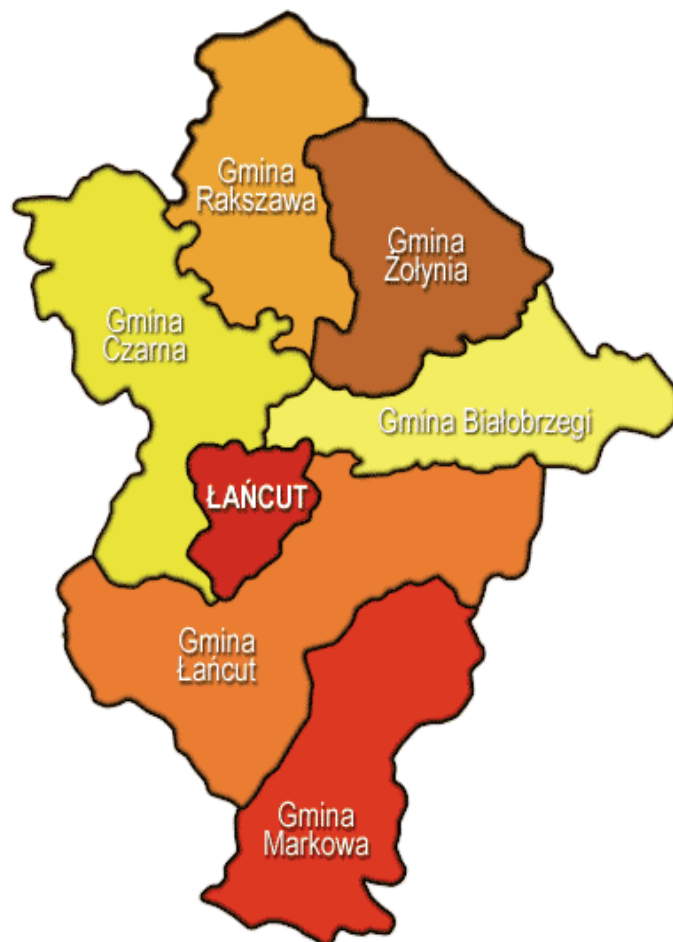 Gmina
Rakszawa
Gmina
Żołynia
Gmina
Czarna
Gmina Białobrzegi
ŁAŃCUT
Gmina
Łańcut
Gmina
Markowa